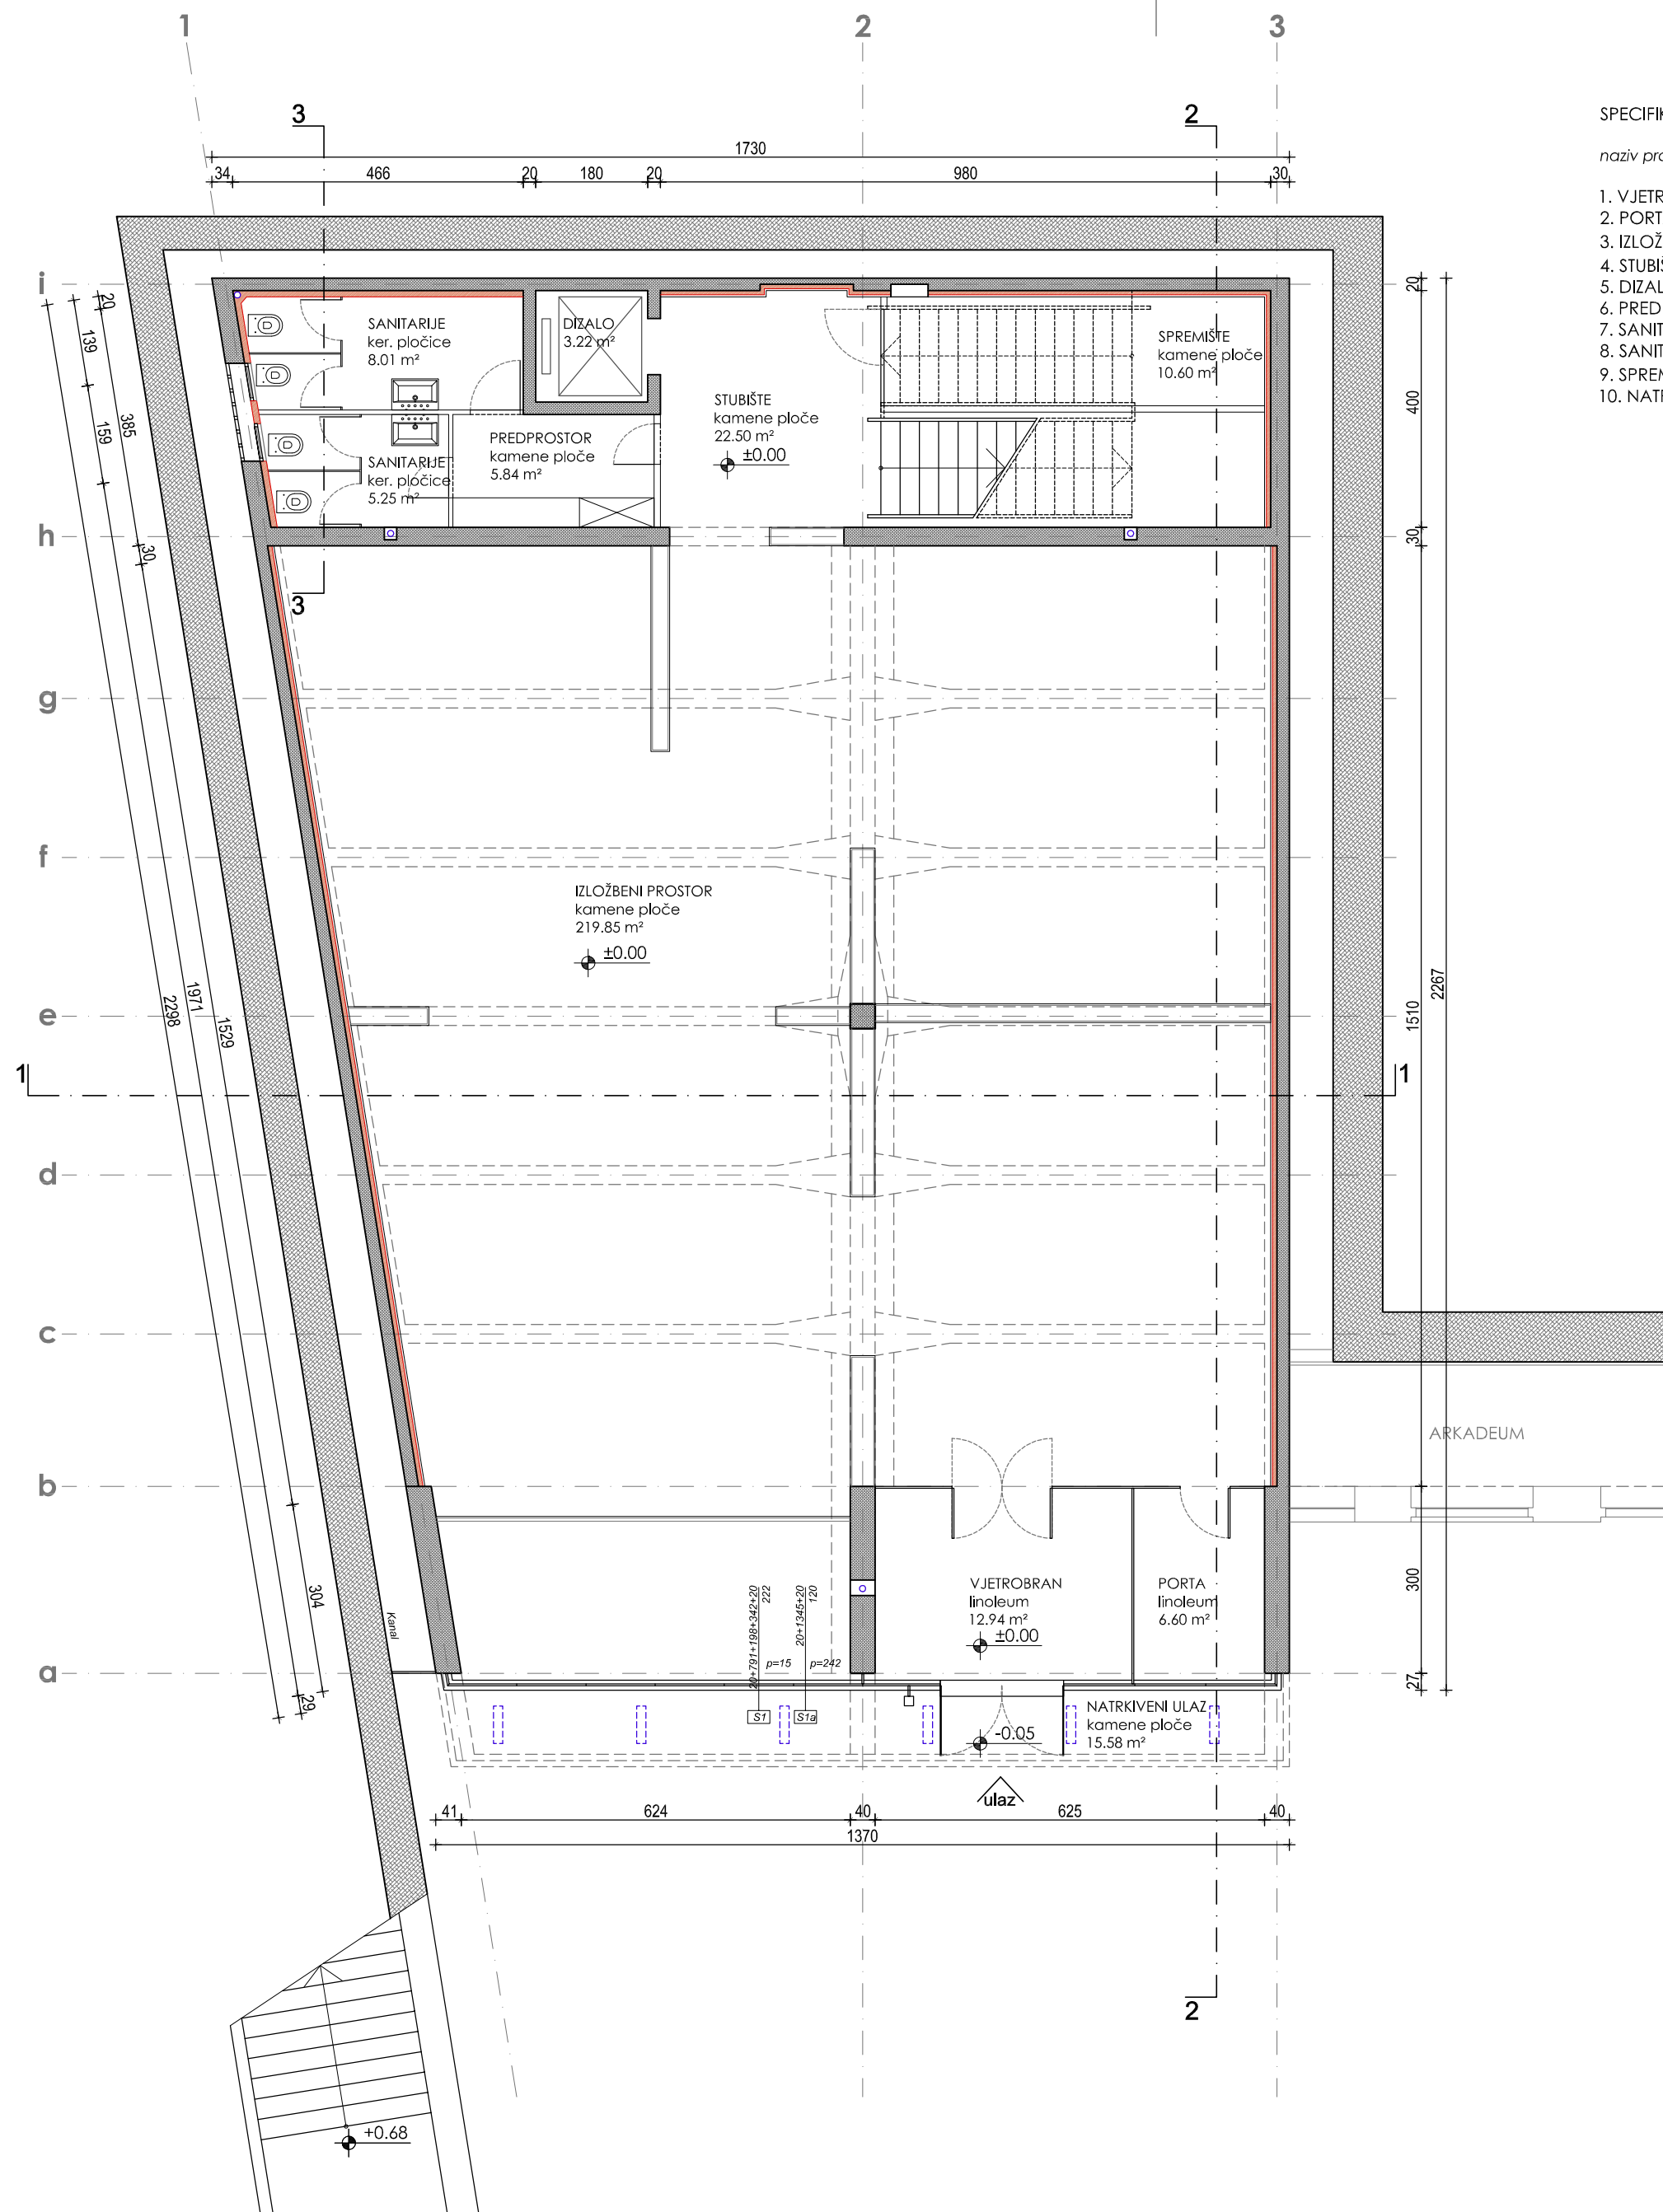 1
2
3
3
2
1730
34
466
20
180
20
980
30
SPECIFI
naziv pr
1. VJETR
2. PORT
3. IZLOŽ
4. STUBIŠ
5. DIZAL
6. PRED
7. SANIT
8. SANIT
9. SPREM
10. NAT
i
h
g
f
e
d
c
b
a
20
139
159
385
30
2298
1971
1529
304
29
SANITARIJE
ker. pločice
8.01 m²
DIZALO
3.22 m²
SPREMIŠTE
kamene ploče
10.60 m²
STUBIŠTE
kamene ploče
22.50 m²
±0.00
PREDPROSTOR
kamene ploče
5.84 m²
SANITARIJE
ker. pločice
5.25 m²
3
20
400
30
1510
2267
300
27
IZLOŽBENI PROSTOR
kamene ploče
219.85 m²
±0.00
1
1
ARKADEUM
Kanal
20+791+198+342+20
222
p=15
S1
20+1345+20
120
p=242
S1a
VJETROBRAN
linoleum
12.94 m²
±0.00
PORTA
linoleum
6.60 m²
NATRKIVENI ULAZ
kamene ploče
15.58 m²
-0.05
ulaz
41
624
40
625
40
1370
2
+0.68